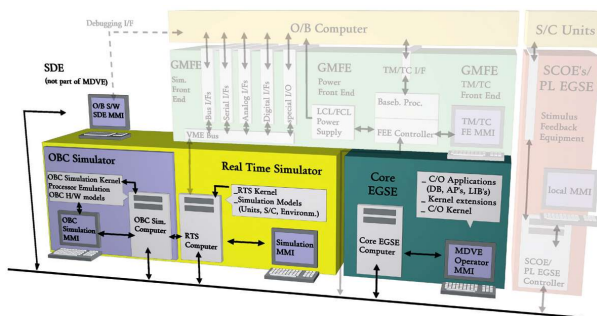 Debugging I/F
O/B Computer
S/C Units
SDE
(not part of MDVE)
O/B S/W
SDE MMI
GMFE
Sim.
Front
End
Bus I/Fs
Serial I/Fs
Analog I/Fs
Digital I/Fs
special I/O
VME Bus
GMFE
Power
Front End
LCL/FCL
Power
Supply
TM/TC I/F
Baseb. Proc.
FEE Controller
GMFE
TM/TC
Front End
TM/TC
FE MMI
SCOE's/
PL EGSE
Stimulus
Feedback
Equipment
local MMI
SCOE/
PL EGSE
Controller
OBC Simulator
OBC Simulation Kernel
Processor Emulation
OBC H/W models
OBC
Simulation
MMI
OBC Sim.
Computer
Real Time Simulator
_RTS Kernel
_Simulation Models
(Units, S/C, Environm.)
RTS
Computer
Simulation
MMI
Core
EGSE
_ C/O Applications
(DB, AP's, LIB's)
_ Kernel extensions
_ C/O Kernel
Core EGSE
Computer
MDVE
Operator
MMI